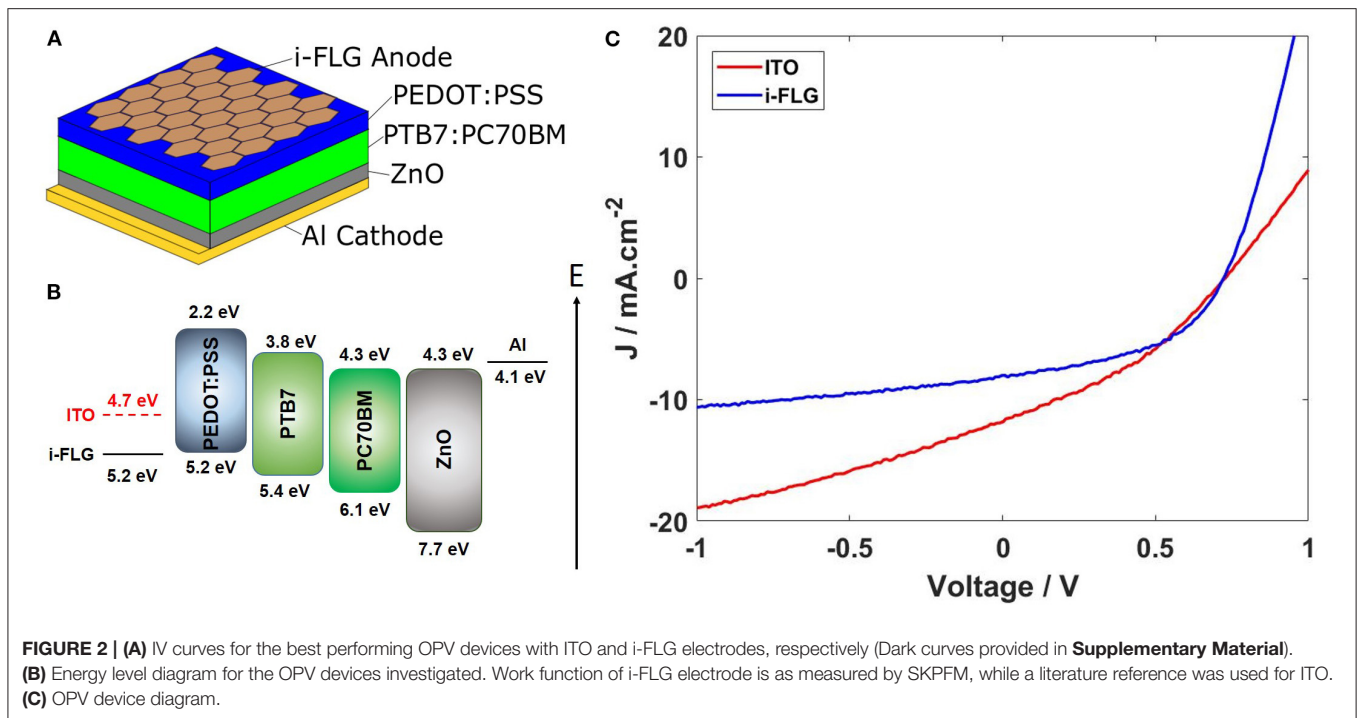 A
i-FLG Anode
PEDOT:PSS
PTB7:PC70BM
ZnO
Al Cathode
B
E
2.2 eV
3.8 eV
4.3 eV
4.3 eV
Al
4.1 eV
4.7 eV
ITO
i-FLG
5.2 eV
PEDOT:PSS
PTB7
PC70BM
ZnO
5.2 eV
5.4 eV
6.1 eV
7.7 eV
C
ITO
i-FLG
20
10
0
-10
-20
J / mA.cm-2
-1
-0.5
0
0.5
1
Voltage / V
FIGURE 2 | (A) IV curves for the best performing OPV devices with ITO and i-FLG electrodes, respectively (Dark curves provided in Supplementary Material).
(B) Energy level diagram for the OPV devices investigated. Work function of i-FLG electrode is as measured by SKPFM, while a literature reference was used for ITO.
(C) OPV device diagram.